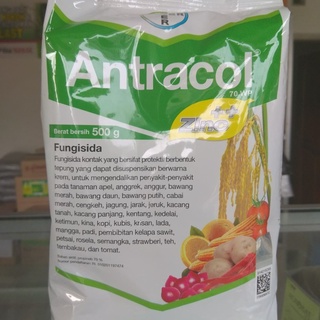 Antracol
70 WP
Berat bersih 500 g
Fungisida
Fungisida kontak yang bersifat protektif berbentuk
tepung yang dapat disuspensikan berwarna
krem, untuk mengendalikan penyakit-penyakit
pada tanaman apel, anggrek, anggur, bawang
merah, bawang daun, bawang putih, cabai
merah, cengkeh, jagung, jarak, jeruk, kacang
tanah, kacang panjang, kentang, kedelai,
ketimun, kina, kopi, kubis, krisan, lada,
mangga, padi, pembibitan kelapa sawit,
petsai, rosela, semangka, stroberi, teh,
tembakau, dan tomat.